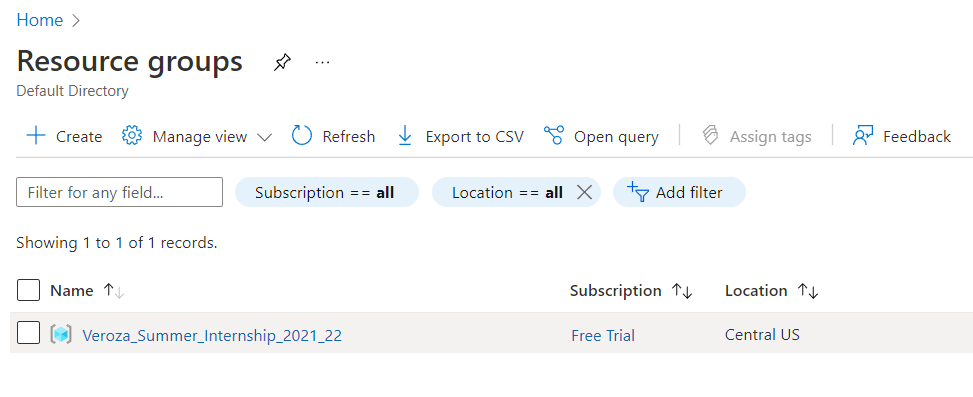 Home
Resource groups
Default Directory
Create Manage view Refresh Export to CSV Open query Assign tags Feedback
Filter for any field... Subscription == all Location == all Add filter
Showing 1 to 1 of 1 records.
Name Subscription Location
Veroza_Summer_Internship_2021_22 Free Trial Central US